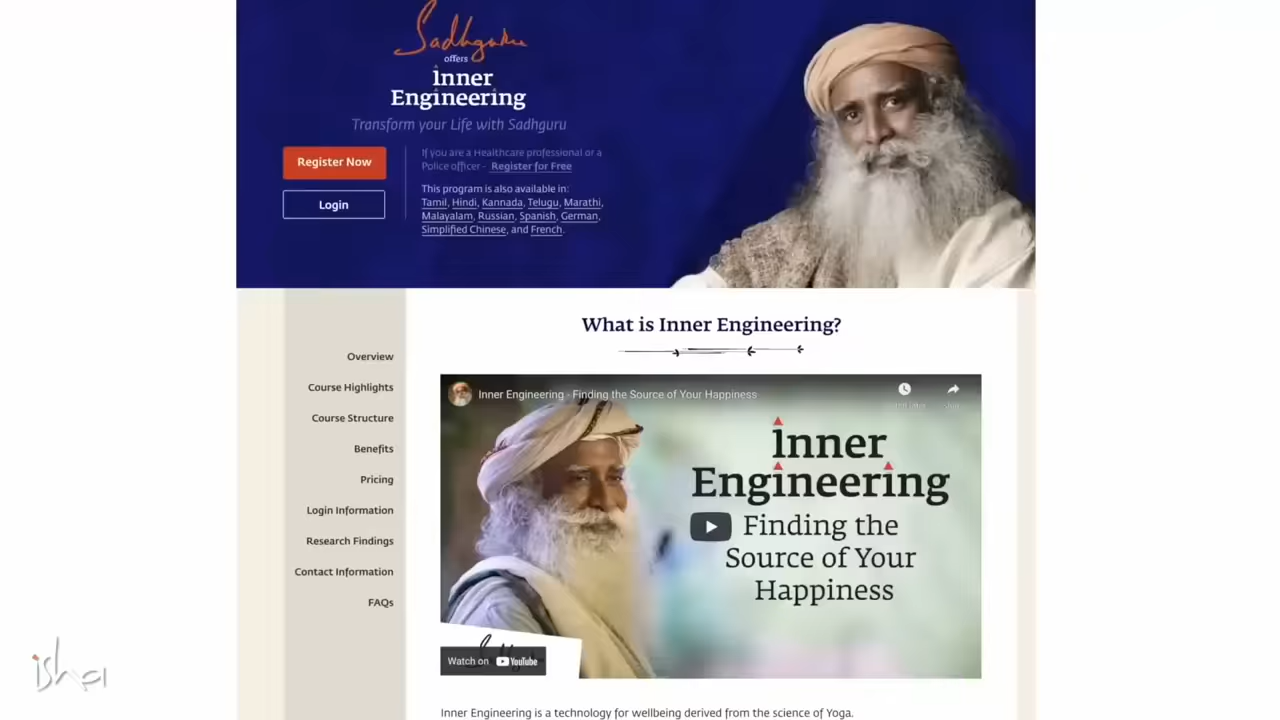 Sadhguru
offers
inner
Engineering
Transform your Life with Sadhguru
Register Now
Login
If you are a Healthcare professional or a
Police officer - Register for Free
This program is also available in:
Tamil, Hindi, Kannada, Telugu, Marathi,
Malayalam, Russian, Spanish, German,
Simplified Chinese, and French.
Overview
Course Highlights
Course Structure
Benefits
Pricing
Login Information
Research Findings
Contact Information
FAQs
What is Inner Engineering?
Inner Engineering - Finding the Source of Your Happiness
inner
Engineering
Finding the
Source of Your
Happiness
Watch on YouTube
Inner Engineering is a technology for wellbeing derived from the science of Yoga.
isha